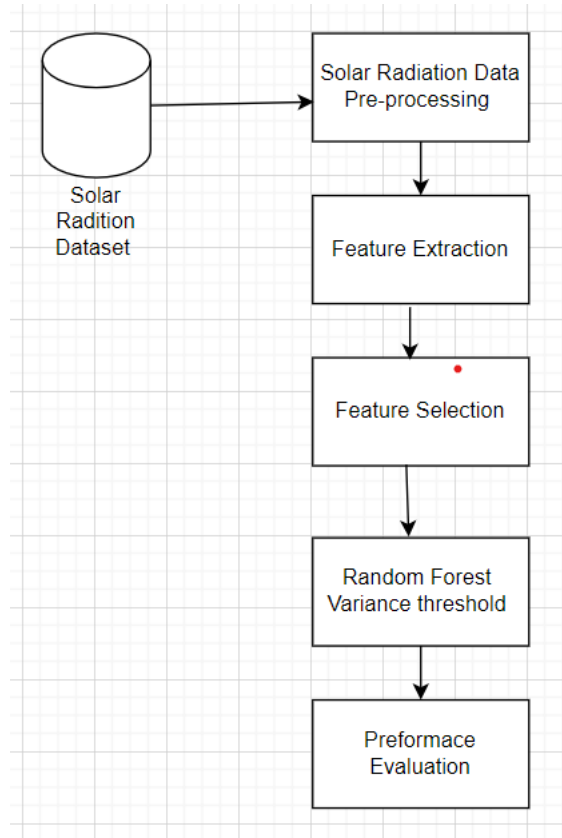 Solar Radiation Data
Pre-processing
Solar
Radition
Dataset
Feature Extraction
Feature Selection
Random Forest
Variance threshold
Preformace
Evaluation